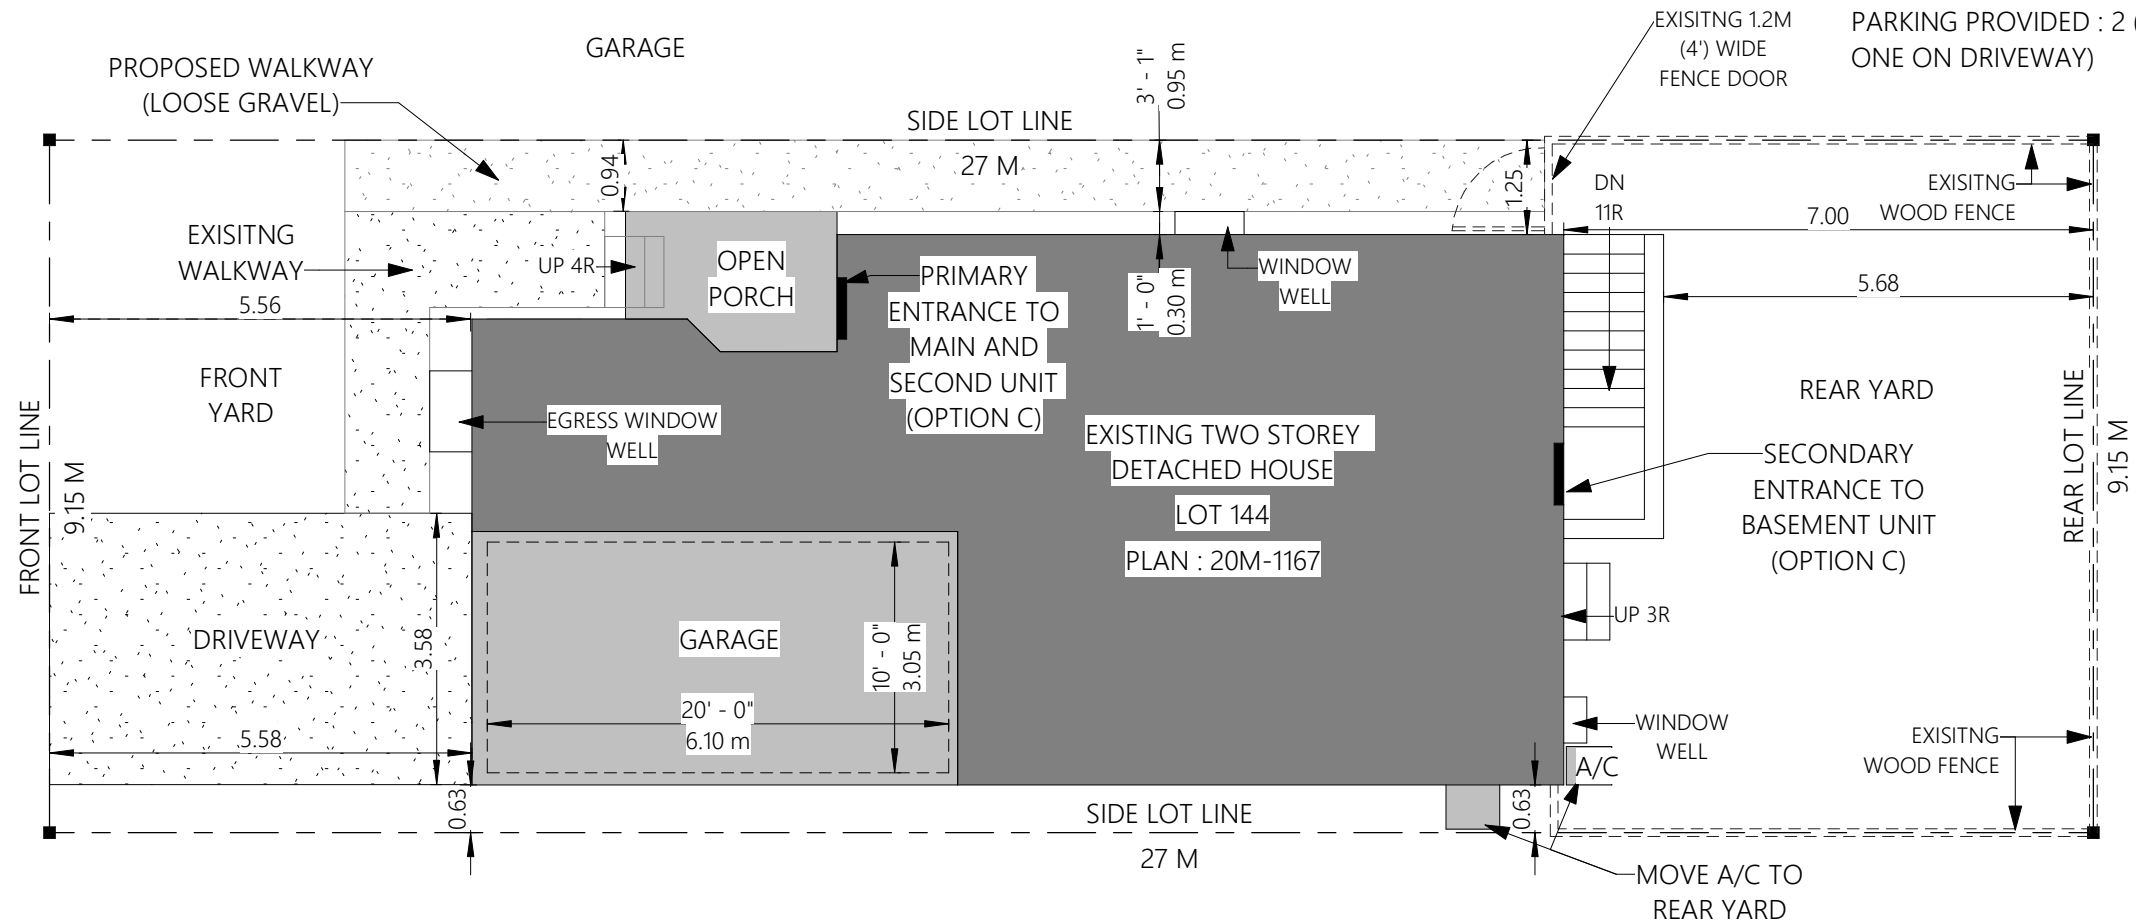 GARAGE
PROPOSED WALKWAY
(LOOSE GRAVEL)
3' - 1"
0.95 m
EXISITNG 1.2M
(4') WIDE
FENCE DOOR
PARKING PROVIDED : 2 (
ONE ON DRIVEWAY)
SIDE LOT LINE
27 M
0.94
1.25
DN
11R
EXISITNG
WOOD FENCE
7.00
EXISITNG
WALKWAY
UP 4R
OPEN
PORCH
PRIMARY
ENTRANCE TO
MAIN AND
SECOND UNIT
(OPTION C)
1' - 0"
0.30 m
WINDOW
WELL
5.68
5.56
FRONT
YARD
EGRESS WINDOW
WELL
REAR YARD
FRONT LOT LINE
9.15 M
EXISTING TWO STOREY
DETACHED HOUSE
LOT 144
PLAN : 20M-1167
SECONDARY
ENTRANCE TO
BASEMENT UNIT
(OPTION C)
REAR LOT LINE
9.15 M
DRIVEWAY
3.58
GARAGE
10' - 0"
3.05 m
20' - 0"
6.10 m
UP 3R
5.58
WINDOW
WELL
EXISITNG
WOOD FENCE
A/C
0.63
SIDE LOT LINE
27 M
0.63
MOVE A/C TO
REAR YARD